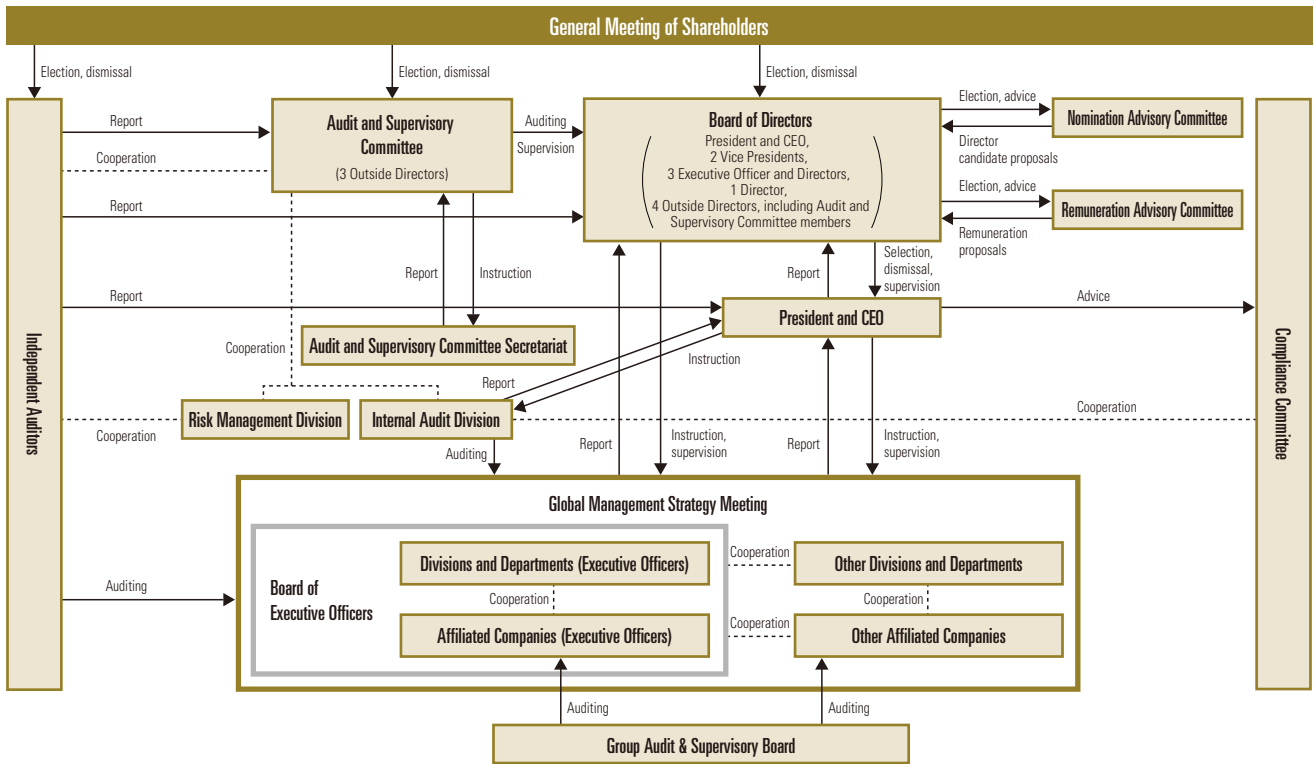 General Meeting of Shareholders
Election, dismissal
Election, dismissal
Election, dismissal
Independent Auditors
Report
Cooperation
Report
Report
Audit and Supervisory
Committee
(3 Outside Directors)
Auditing
Supervision
Board of Directors
President and CEO,
2 Vice Presidents,
3 Executive Officer and Directors,
1 Director,
4 Outside Directors, including Audit and
Supervisory Committee members
Election, advice
Nomination Advisory Committee
Director
candidate proposals
Election, advice
Remuneration Advisory Committee
Remuneration
proposals
Compliance Committee
Report
Instruction
Report
Selection,
dismissal,
supervision
President and CEO
Advice
Audit and Supervisory Committee Secretariat
Cooperation
Report
Instruction
Risk Management Division
Internal Audit Division
Cooperation
Cooperation
Auditing
Report
Instruction,
supervision
Report
Instruction,
supervision
Global Management Strategy Meeting
Board of
Executive Officers
Divisions and Departments (Executive Officers)
Cooperation
Other Divisions and Departments
Cooperation
Cooperation
Affiliated Companies (Executive Officers)
Cooperation
Other Affiliated Companies
Auditing
Auditing
Auditing
Group Audit & Supervisory Board